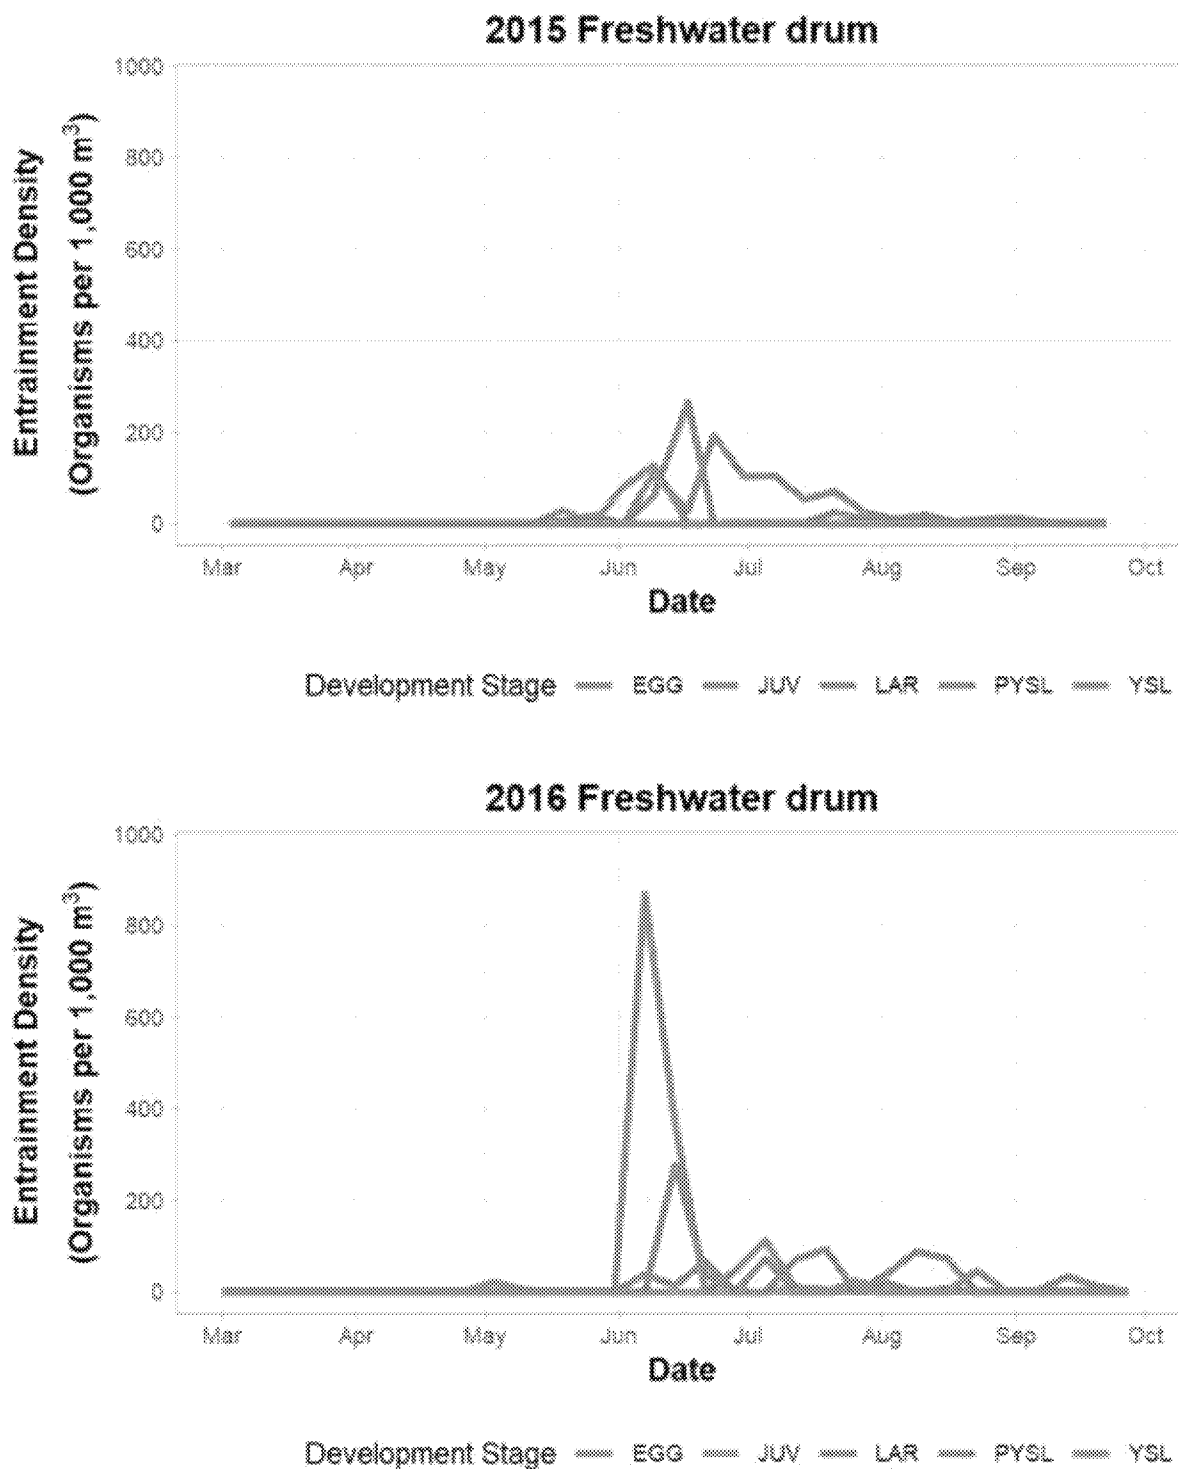 2015 Freshwater drum
Entrainment Density
(Organisms per 1,000 m³)
1000
800
600
400
200
0
Mar Apr May Jun Jul Aug Sep Oct
Date
Development Stage EGG JUV LAR PYSL YSL
2016 Freshwater drum
Entrainment Density
(Organisms per 1,000 m³)
1000
800
600
400
200
0
Mar Apr May Jun Jul Aug Sep Oct
Date
Development Stage EGG JUV LAR PYSL YSL